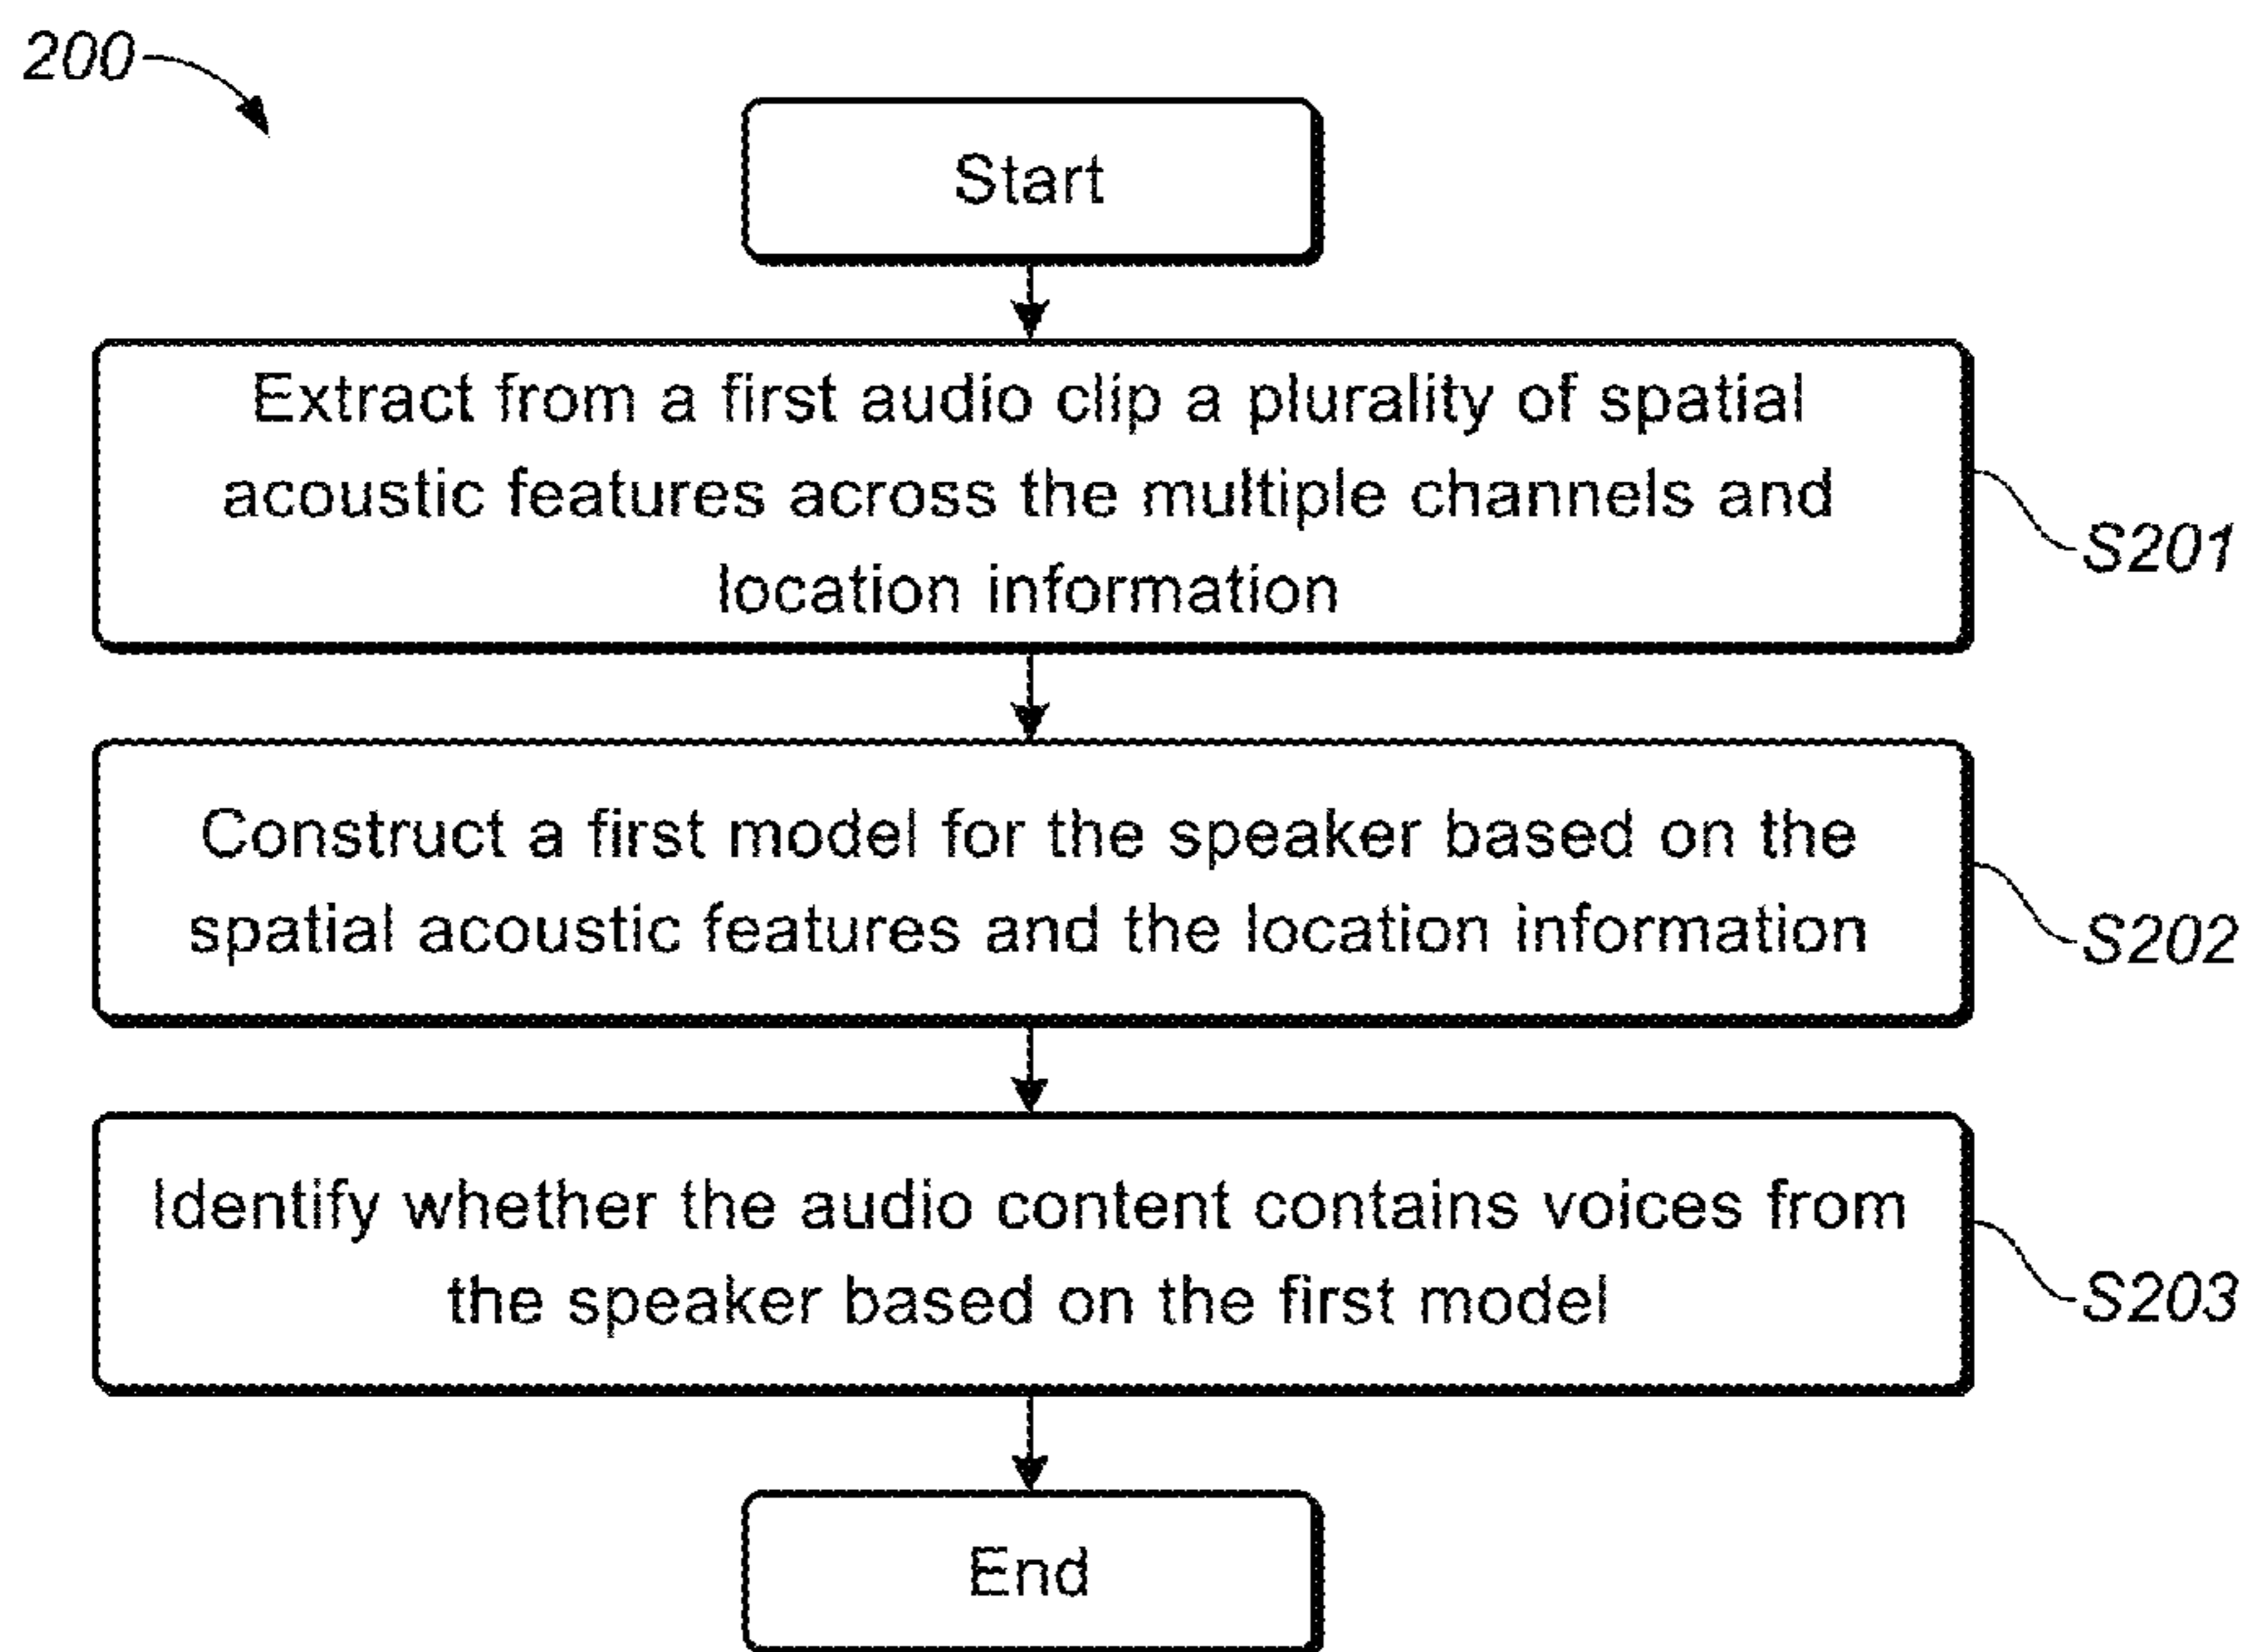 200
Start
Extract from a first audio clip a plurality of spatial
acoustic features across the multiple channels and
location information
S201
Construct a first model for the speaker based on the
spatial acoustic features and the location information
S202
Identify whether the audio content contains voices from
the speaker based on the first model
S203
End